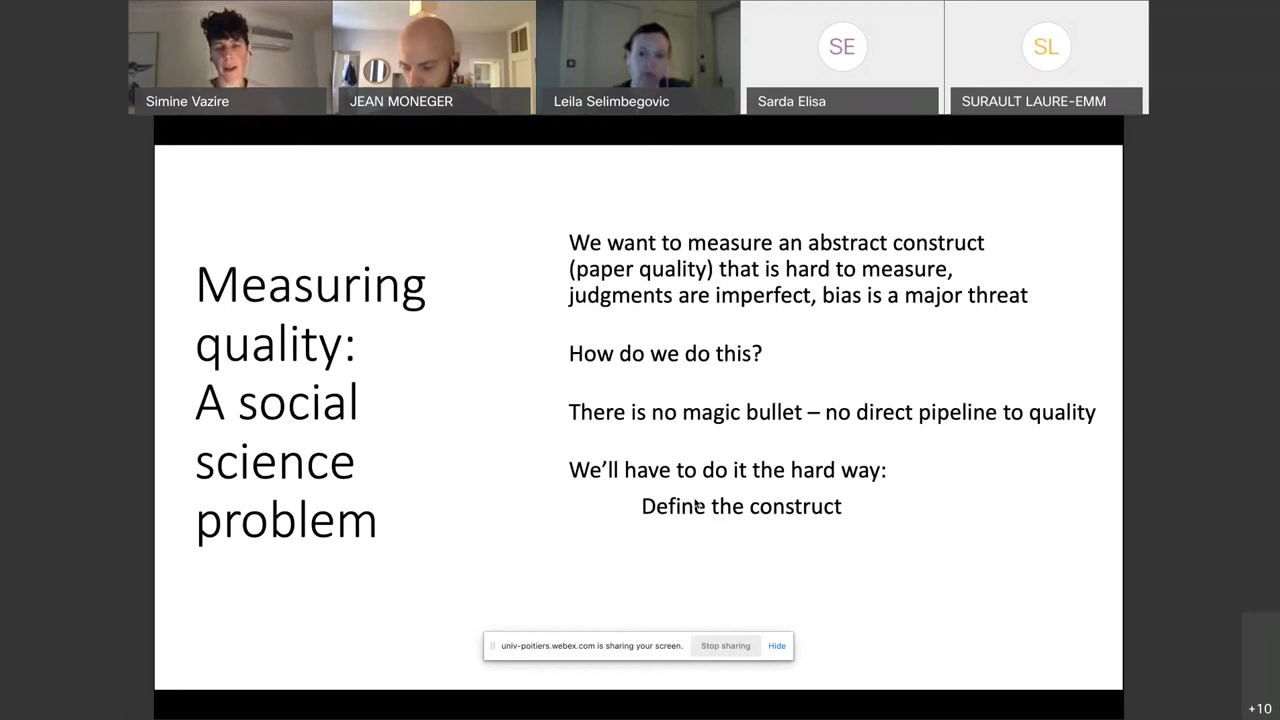 SE
SL
Simine Vazire
JEAN MONEGER
Leila Selimbegovic
Sarda Elisa
SURAULT LAURE-EMM
Measuring
quality:
A social
science
problem
We want to measure an abstract construct
(paper quality) that is hard to measure,
judgments are imperfect, bias is a major threat
How do we do this?
There is no magic bullet – no direct pipeline to quality
We’ll have to do it the hard way:
Define the construct
univ-poitiers.webex.com is sharing your screen.
Stop sharing
Hide
+10